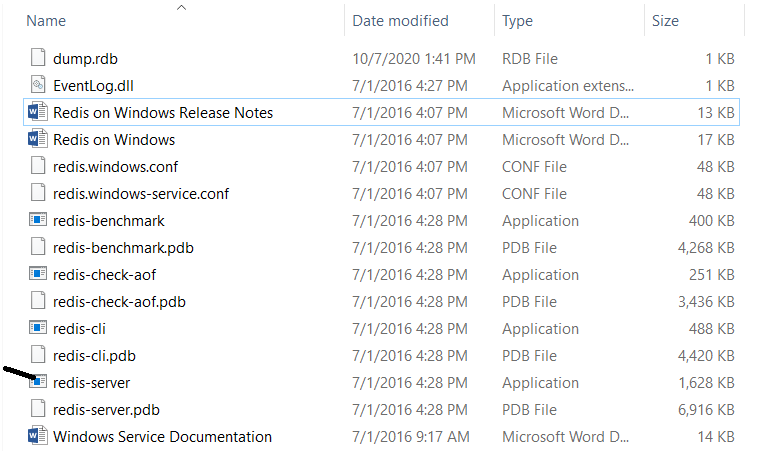 Name Date modified Type Size
dump.rdb 10/7/2020 1:41 PM RDB File 1 KB
EventLog.dll 7/1/2016 4:27 PM Application extens... 1 KB
Redis on Windows Release Notes 7/1/2016 4:07 PM Microsoft Word D... 13 KB
Redis on Windows 7/1/2016 4:07 PM Microsoft Word D... 17 KB
redis.windows.conf 7/1/2016 4:07 PM CONF File 48 KB
redis.windows-service.conf 7/1/2016 4:07 PM CONF File 48 KB
redis-benchmark 7/1/2016 4:28 PM Application 400 KB
redis-benchmark.pdb 7/1/2016 4:28 PM PDB File 4,268 KB
redis-check-aof 7/1/2016 4:28 PM Application 251 KB
redis-check-aof.pdb 7/1/2016 4:28 PM PDB File 3,436 KB
redis-cli 7/1/2016 4:28 PM Application 488 KB
redis-cli.pdb 7/1/2016 4:28 PM PDB File 4,420 KB
redis-server 7/1/2016 4:28 PM Application 1,628 KB
redis-server.pdb 7/1/2016 4:28 PM PDB File 6,916 KB
Windows Service Documentation 7/1/2016 9:17 AM Microsoft Word D... 14 KB